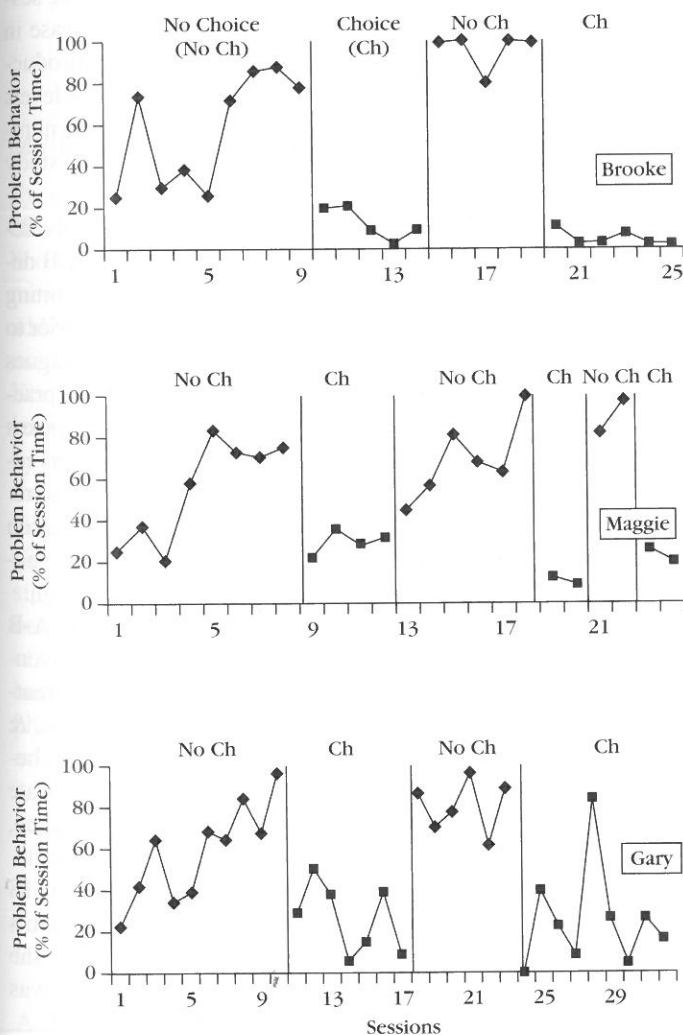 No Choice
(No Ch)
Choice
(Ch)
No Ch
Ch
Problem Behavior
(% of Session Time)
100
80
60
40
20
0
Brooke
1
5
9
13
17
21
25
No Ch
Ch
No Ch
Ch
No Ch
Ch
Problem Behavior
(% of Session Time)
100
80
60
40
20
0
Maggie
1
5
9
13
17
21
No Ch
Ch
No Ch
Ch
Problem Behavior
(% of Session Time)
100
80
60
40
20
0
Gary
1
5
9
13
17
21
25
29
Sessions